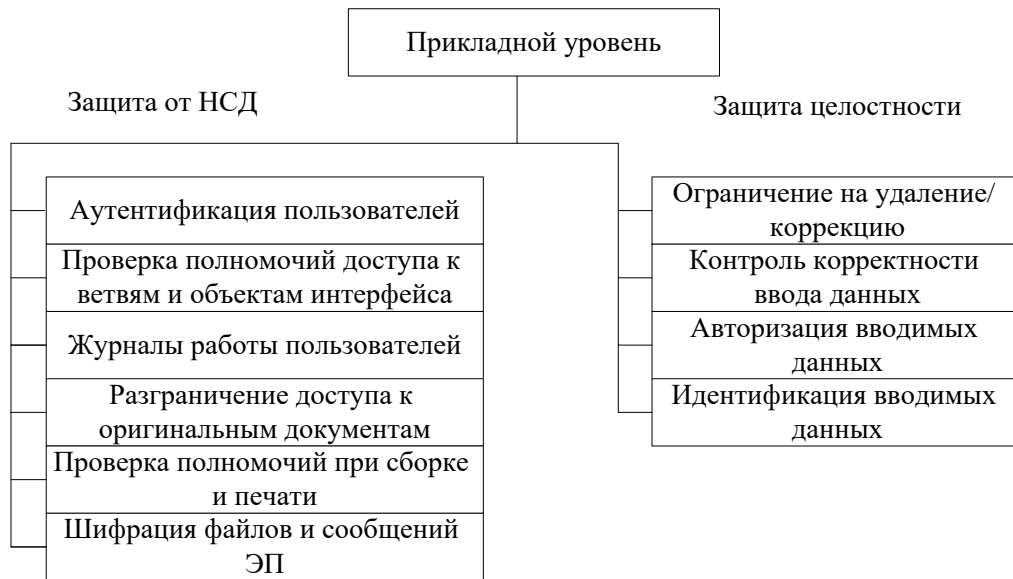 Прикладной уровень
Защита от НСД
Аутентификация пользователей
Проверка полномочий доступа к
ветвям и объектам интерфейса
Журналы работы пользователей
Разграничение доступа к
оригинальным документам
Проверка полномочий при сборке
и печати
Шифрация файлов и сообщений
ЭП
Защита целостности
Ограничение на удаление/
коррекцию
Контроль корректности
ввода данных
Авторизация вводимых
данных
Идентификация вводимых
данных